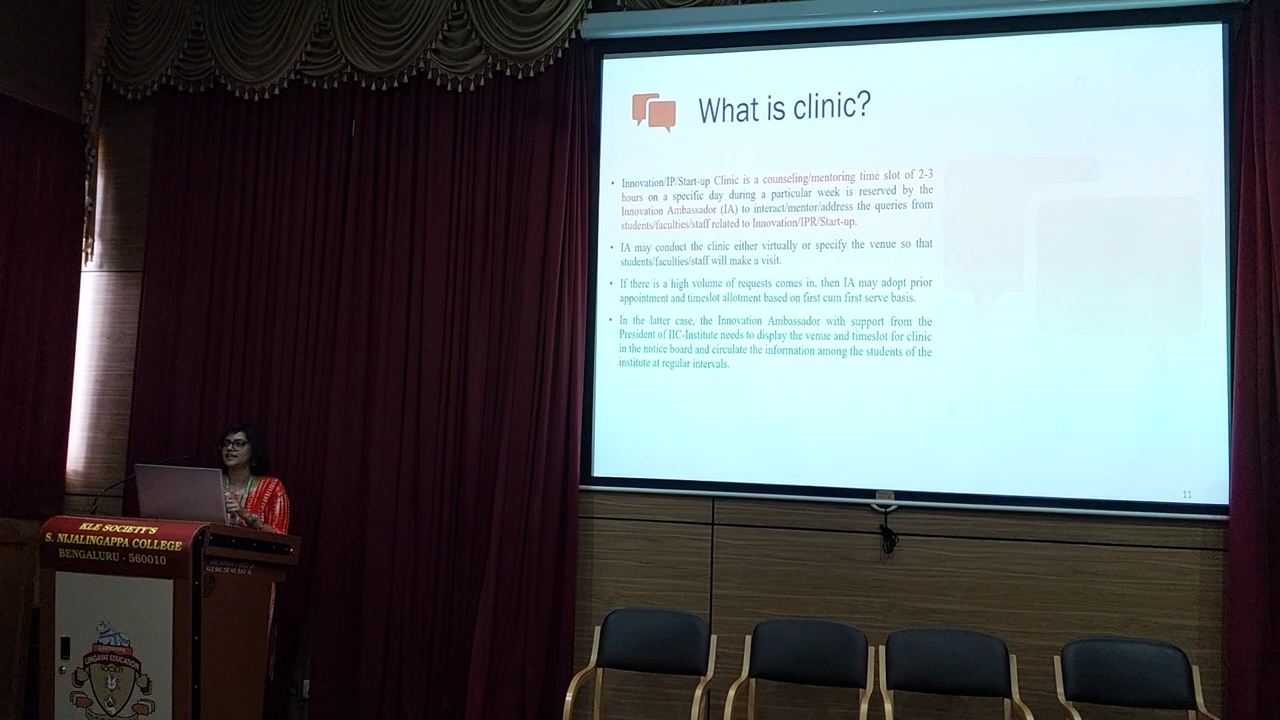 What is clinic?
• Innovation/IP/Start-up Clinic is a counseling/mentoring time slot of 2-3
hours on a specific day during a particular week is reserved by the
Innovation Ambassador (IA) to interact/mentor/address the queries from
students/faculties/staff related to Innovation/IPR/Start-up.
• IA may conduct the clinic either virtually or specify the venue so that
students/faculties/staff will make a visit.
• If there is a high volume of requests comes in, then IA may adopt prior
appointment and timeslot allotment based on first cum first serve basis.
• In the latter case, the Innovation Ambassador with support from the
President of IIC-Institute needs to display the venue and timeslot for clinic
in the notice board and circulate the information among the students of the
institute at regular intervals.
11
KLE SOCIETY'S
S. NIJALINGAPPA COLLEGE
BENGALURU - 560010
LINGAYAT EDUCATION